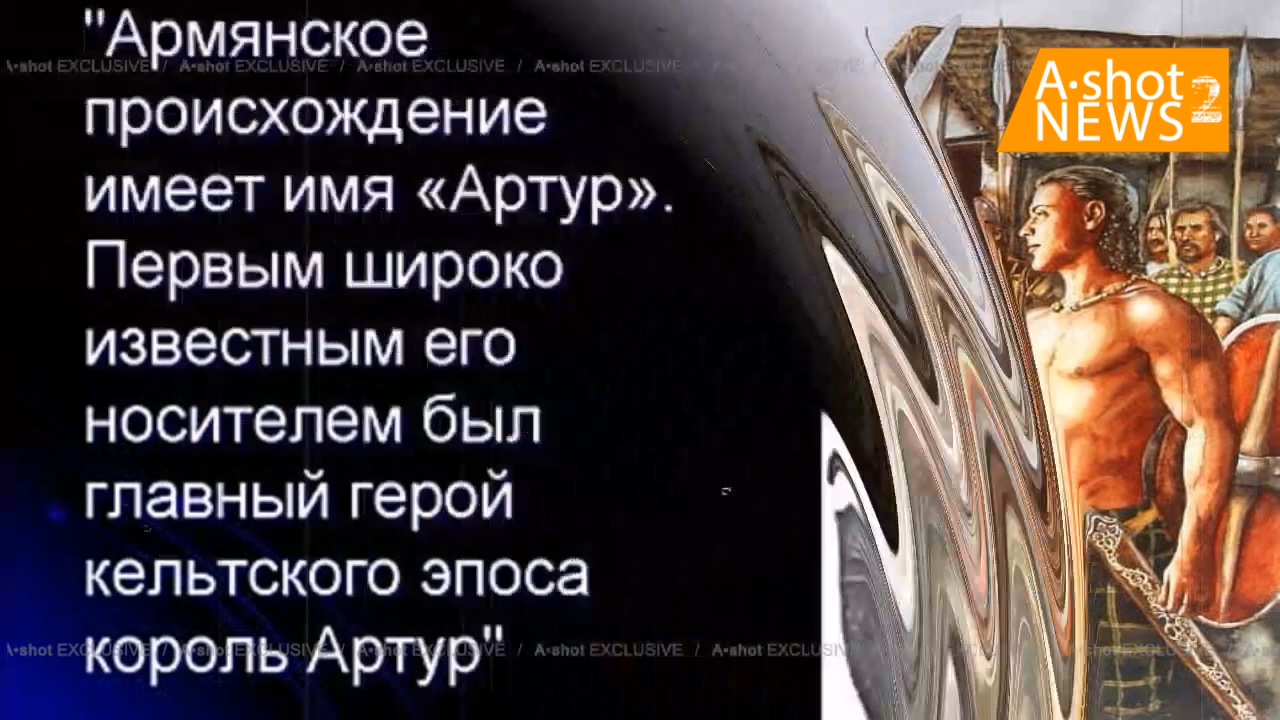 "Армянское
A•shot EXCLUSIVE / A•shot EXCLUSIVE / A•shot EXCLUSIVE / A•shot EXCLUSIVE /
A•shot
NEWS 2
происхождение
имеет имя «Артур».
Первым широко
известным его
носителем был
главный герой
кельтского эпоса
король Артур"
A•shot EXCLUSIVE / A•shot EXCLUSIVE / A•shot EXCLUSIVE / A•shot EXCLUSIVE / A•shot EXCLUSIVE